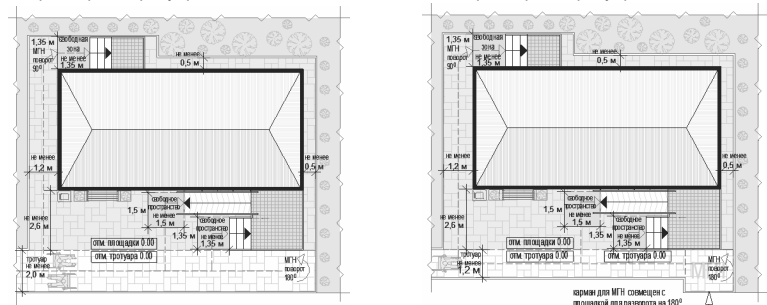 1,35 м
МГН
поворот
90⁰
свободная
зона
не менее
1,35 м
не менее
0,5 м
не менее
1,2 м
не менее
0,5 м
не менее
2,6 м
свободное
пространство
не менее
1,5 м
1,5 м
свободное
пространство
не менее
1,35 м
1,35 м
отм. площадки 0.00
отм. тротуара 0.00
тротуар
не менее
2,0 м
МГН
поворот
180⁰
1,35 м
МГН
поворот
90⁰
свободная
зона
не менее
1,35 м
не менее
0,5 м
не менее
1,2 м
не менее
0,5 м
не менее
2,6 м
свободное
пространство
не менее
1,5 м
1,5 м
свободное
пространство
не менее
1,35 м
1,35 м
отм. площадки 0.00
отм. тротуара 0.00
тротуар
не менее
1,2 м
МГН
поворот
180⁰
карман для МГН совмещен с
площадкой для разворота на 180⁰